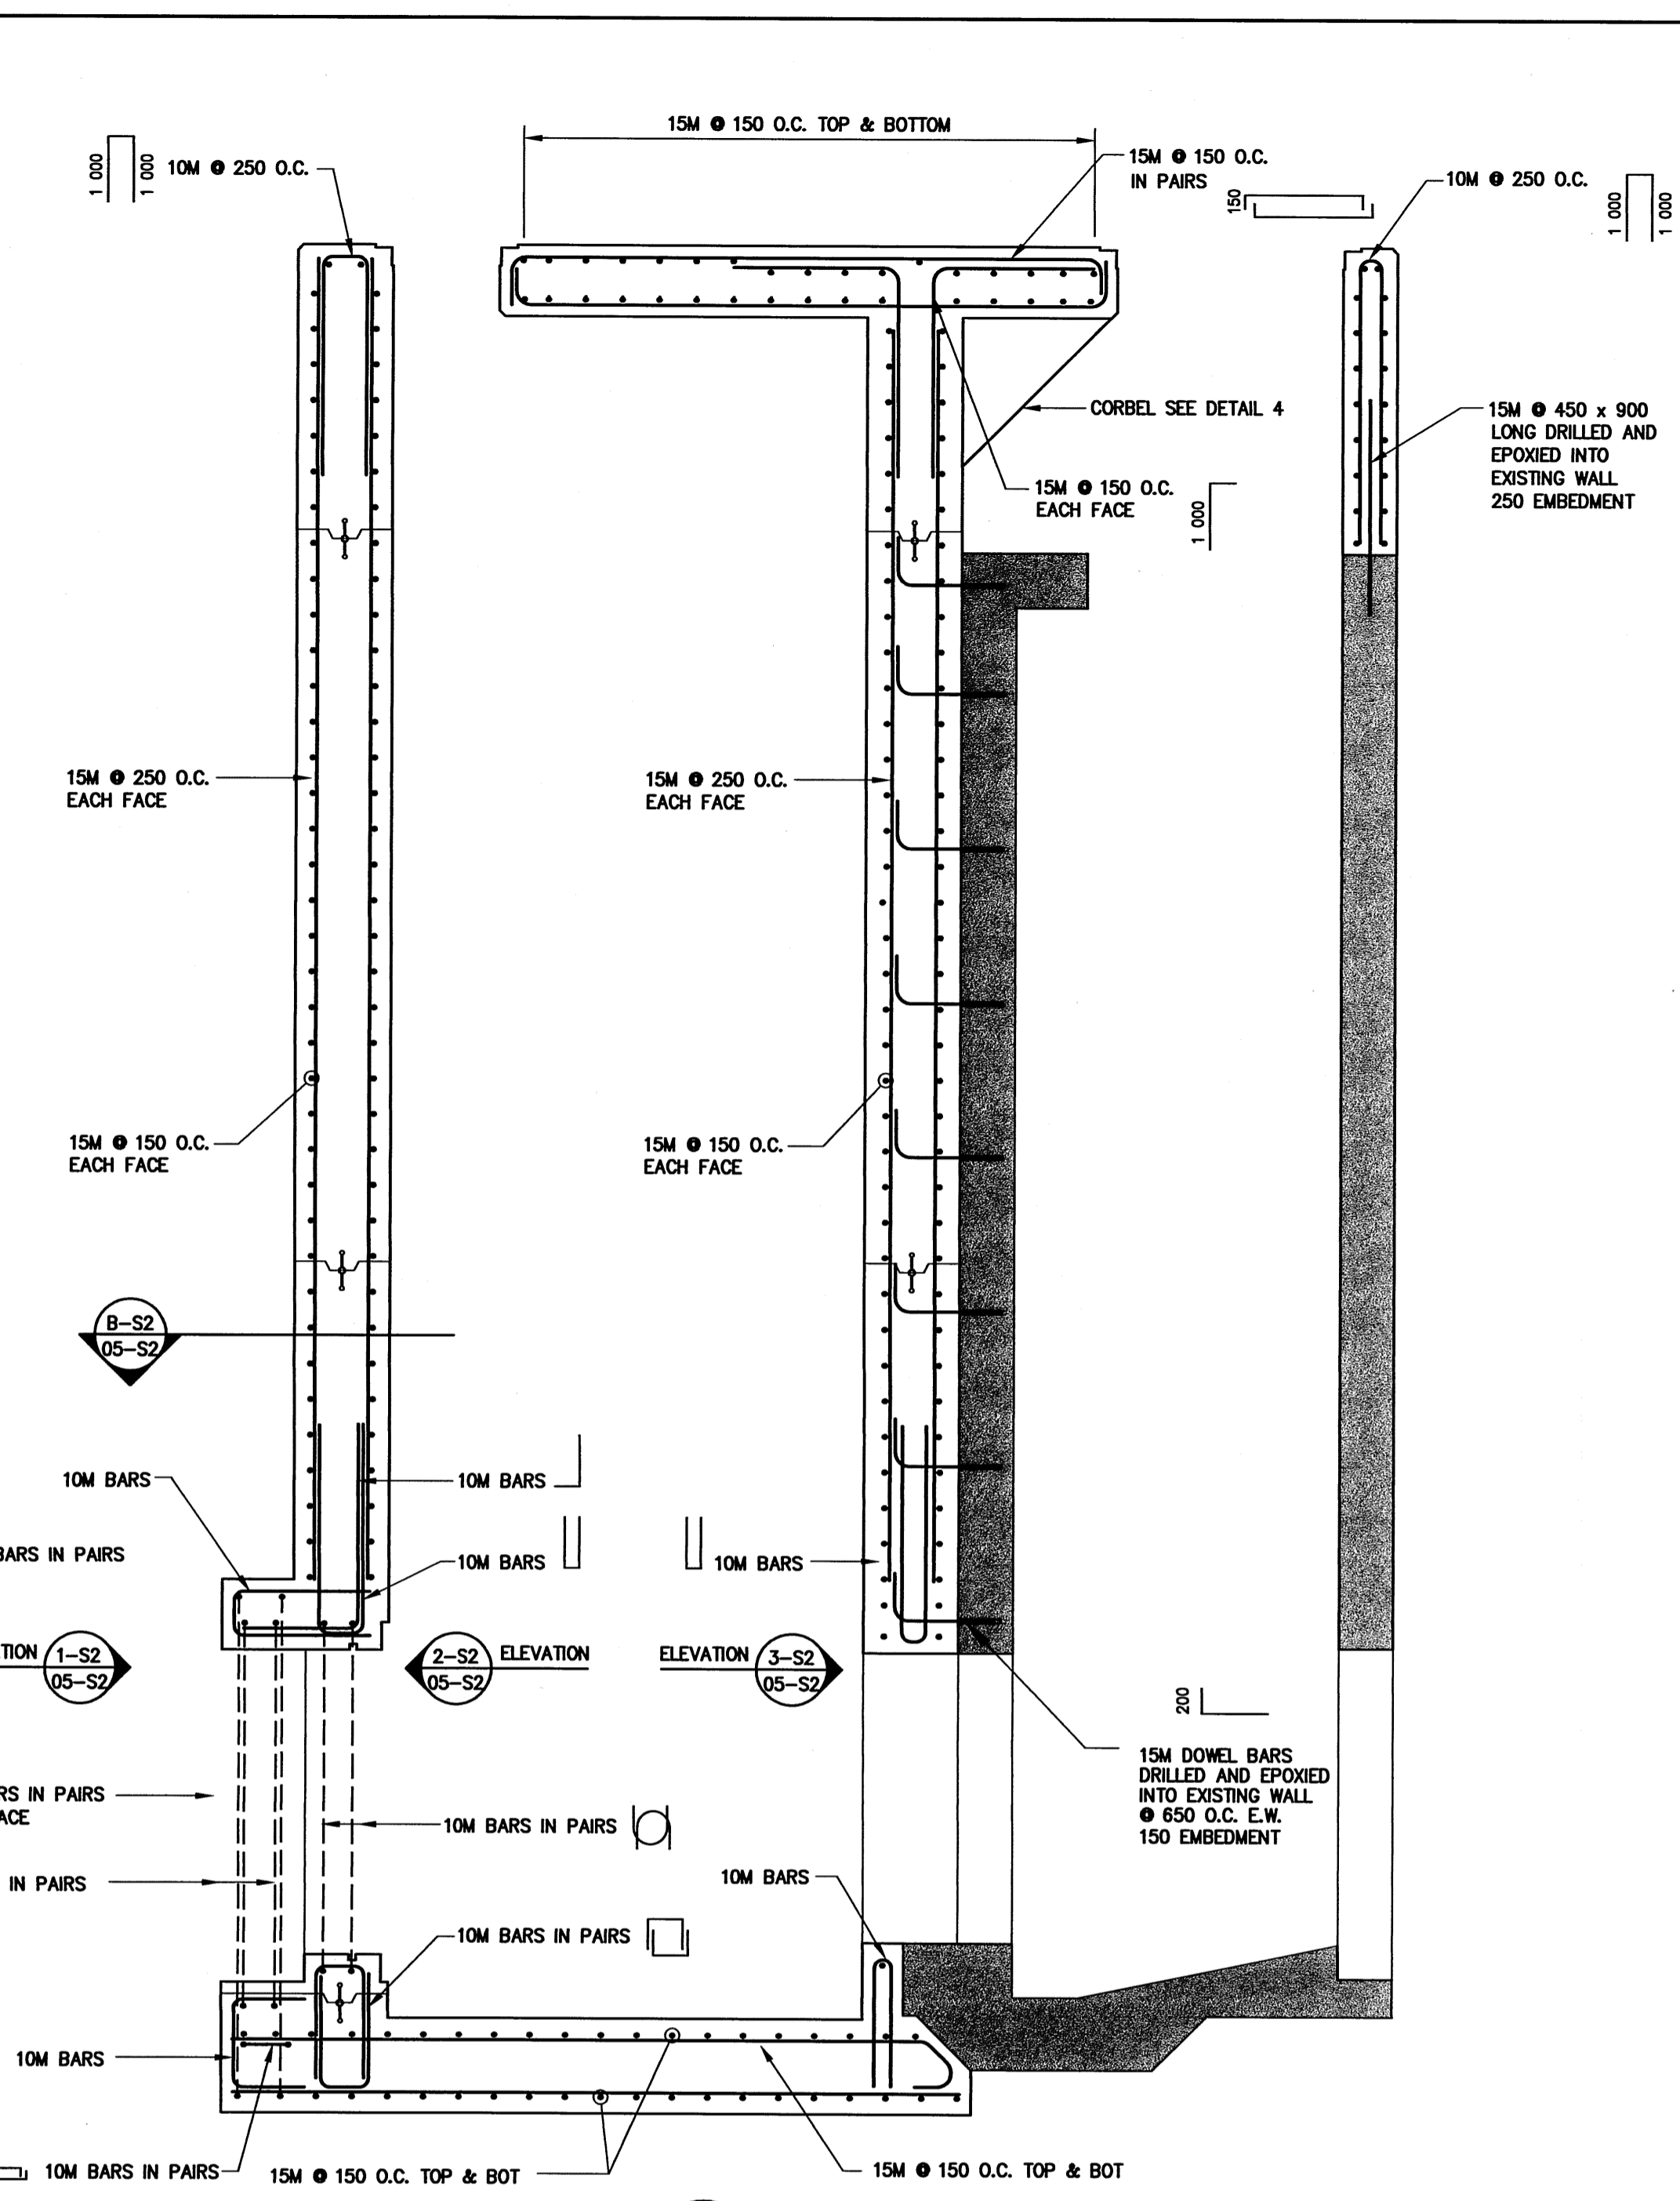 15M @ 150 O.C. TOP & BOTTOM
1 000
1 000
10M @ 250 O.C.
15M @ 150 O.C.
IN PAIRS
150
10M @ 250 O.C.
1 000
1 000
CORBEL SEE DETAIL 4
15M @ 450 x 900
LONG DRILLED AND
EPOXIED INTO
EXISTING WALL
250 EMBEDMENT
15M @ 150 O.C.
EACH FACE
1 000
15M @ 250 O.C.
EACH FACE
15M @ 250 O.C.
EACH FACE
15M @ 150 O.C.
EACH FACE
15M @ 150 O.C.
EACH FACE
B-S2
05-S2
10M BARS
10M BARS
BARS IN PAIRS
10M BARS
10M BARS
TION
1-S2
05-S2
2-S2
05-S2
ELEVATION
ELEVATION
3-S2
05-S2
200
15M DOWEL BARS
DRILLED AND EPOXIED
INTO EXISTING WALL
@ 650 O.C. E.W.
150 EMBEDMENT
RS IN PAIRS
ACE
10M BARS IN PAIRS
IN PAIRS
10M BARS
10M BARS IN PAIRS
10M BARS
10M BARS IN PAIRS
15M @ 150 O.C. TOP & BOT
15M @ 150 O.C. TOP & BOT